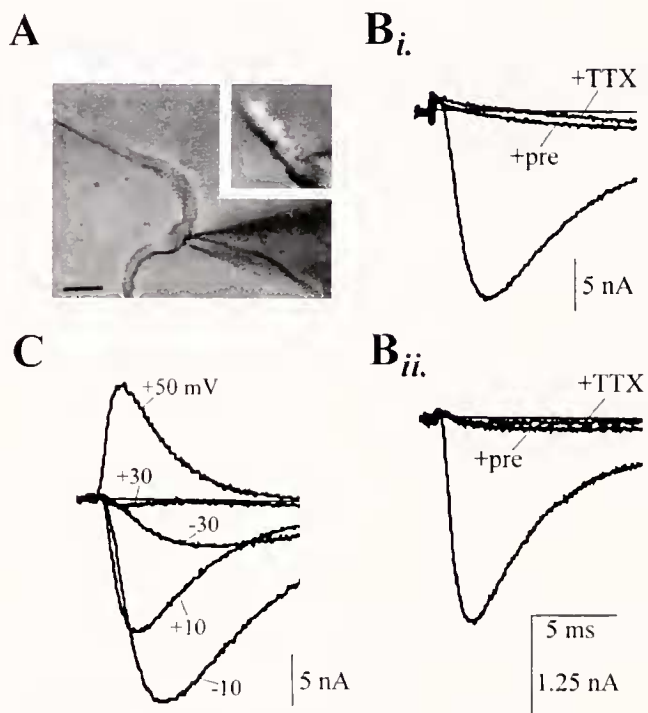 A
B i.
+TTX
+pre
5 nA
C
+50 mV
+30
-30
+10
-10
5 nA
B ii.
+TTX
+pre
5 ms
1.25 nA